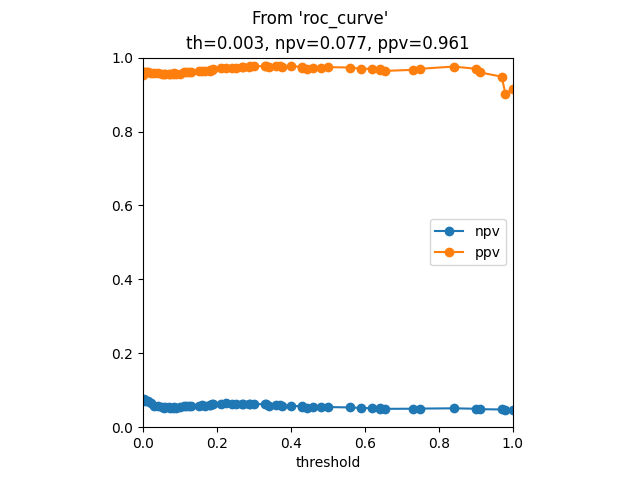 From 'roc_curve'
th=0.003, npv=0.077, ppv=0.961
1.0
0.8
0.6
0.4
0.2
0.0
npv
ppv
0.0 0.2 0.4 0.6 0.8 1.0
threshold